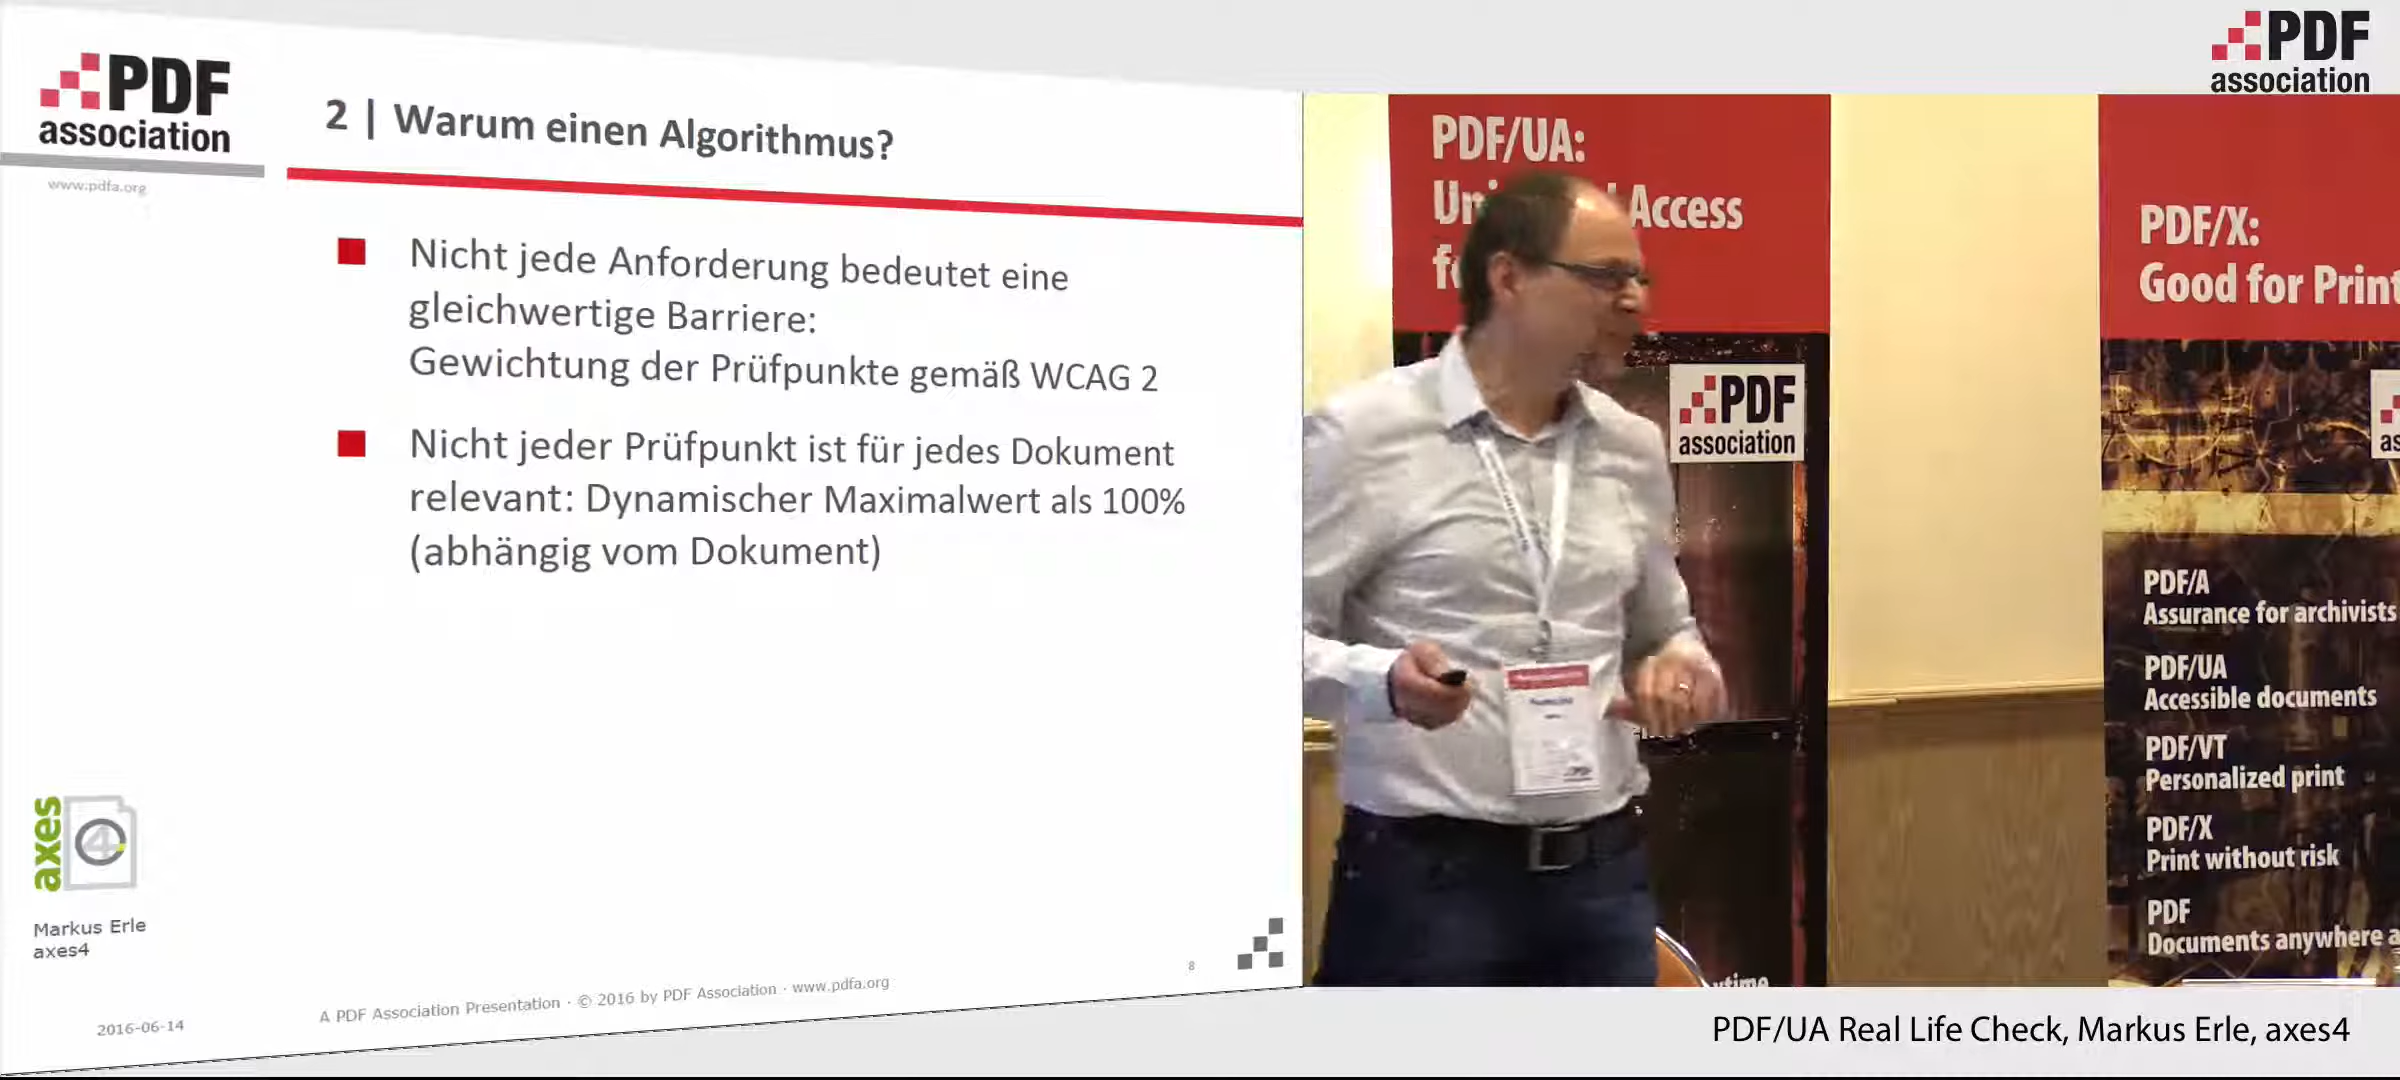 PDF
association
www.pdfa.org
2 | Warum einen Algorithmus?
Nicht jede Anforderung bedeutet eine
gleichwertige Barriere:
Gewichtung der Prüfpunkte gemäß WCAG 2
Nicht jeder Prüfpunkt ist für jedes Dokument
relevant: Dynamischer Maximalwert als 100%
(abhängig vom Dokument)
axes
4
Markus Erle
axes4
8
A PDF Association Presentation · © 2016 by PDF Association · www.pdfa.org
2016-06-14
PDF
association
PDF/UA:
Access
PDF
association
PDF/X:
Good for Print
PDF/A
Assurance for archivists
PDF/UA
Accessible documents
PDF/VT
Personalized print
PDF/X
Print without risk
PDF
Documents anywhere
PDF/UA Real Life Check, Markus Erle, axes4